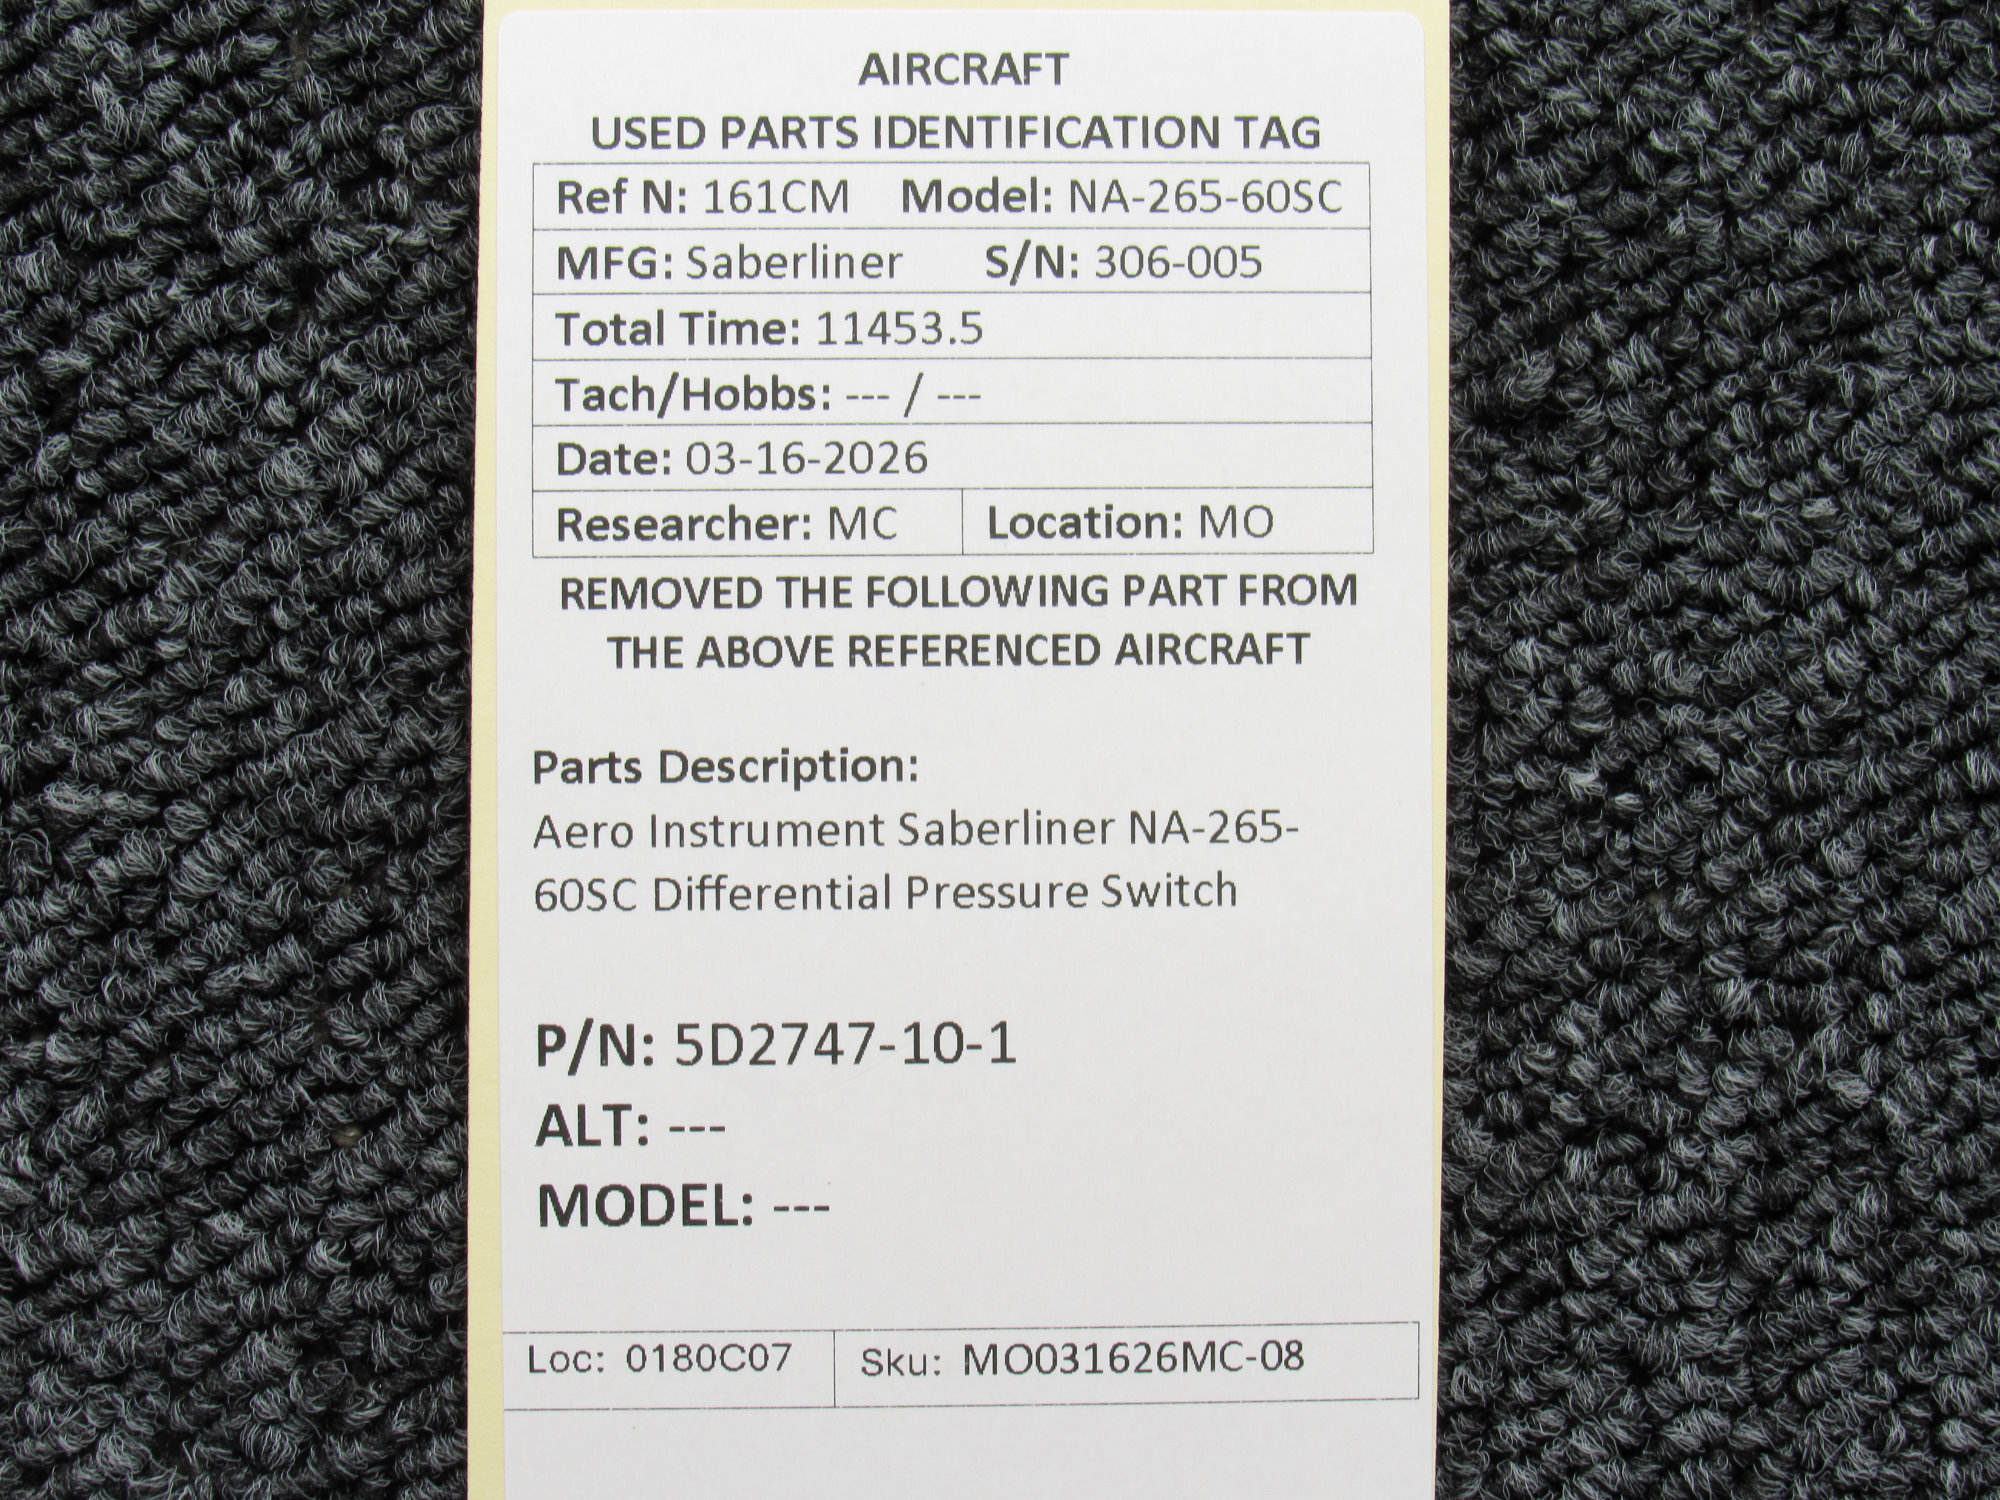 AIRCRAFT
USED PARTS IDENTIFICATION TAG
Ref N: 161CM Model: NA-265-60SC
MFG: Saberliner S/N: 306-005
Total Time: 11453.5
Tach/Hobbs: --- / ---
Date: 03-16-2026
Researcher: MC Location: MO
REMOVED THE FOLLOWING PART FROM
THE ABOVE REFERENCED AIRCRAFT
Parts Description:
Aero Instrument Saberliner NA-265-
60SC Differential Pressure Switch
P/N: 5D2747-10-1
ALT: ---
MODEL: ---
Loc: 0180C07 Sku: MO031626MC-08